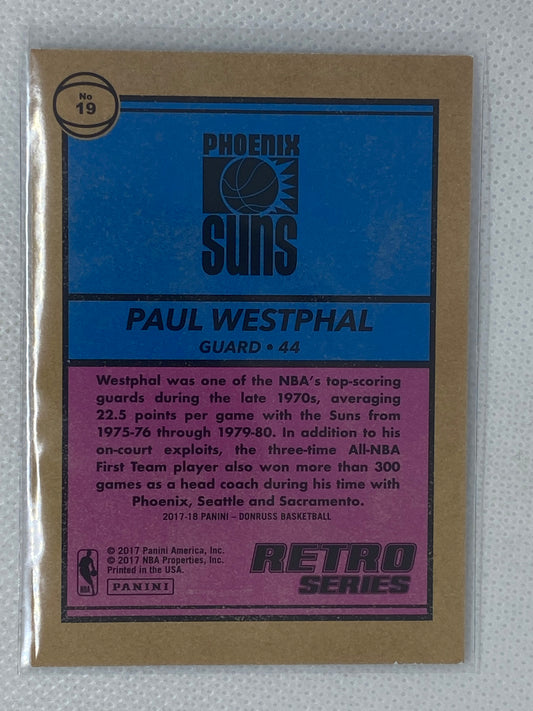 No
19
PHOENIX
SUNS
PAUL WESTPHAL
GUARD • 44
Westphal was one of the NBA's top-scoring
guards during the late 1970s, averaging
22.5 points per game with the Suns from
1975-76 through 1979-80. In addition to his
on-court exploits, the three-time All-NBA
First Team player also won more than 300
games as a head coach during his time with
Phoenix, Seattle and Sacramento.
2017-18 PANINI – DONRUSS BASKETBALL
© 2017 Panini America, Inc.
© 2017 NBA Properties, Inc.
Printed in the USA.
NBA
PANINI
RETRO
SERIES